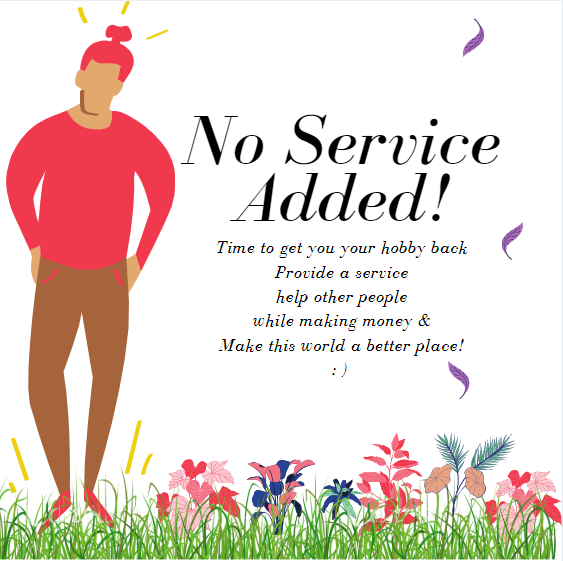 No Service
Added!
Time to get you your hobby back
Provide a service
help other people
while making money &
Make this world a better place!
: )